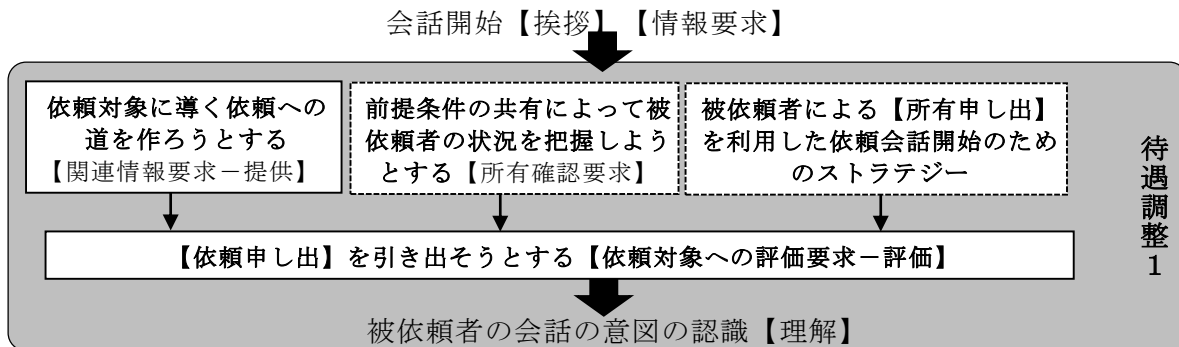 会話開始【挨拶】【情報要求】
依頼対象に導く依頼への
道を作ろうとする
【関連情報要求－提供】
前提条件の共有によって被
依頼者の状況を把握しよう
とする【所有確認要求】
被依頼者による【所有申し出】
を利用した依頼会話開始のため
のストラテジー
待遇調整1
【依頼申し出】を引き出そうとする【依頼対象への評価要求－評価】
被依頼者の会話の意図の認識【理解】